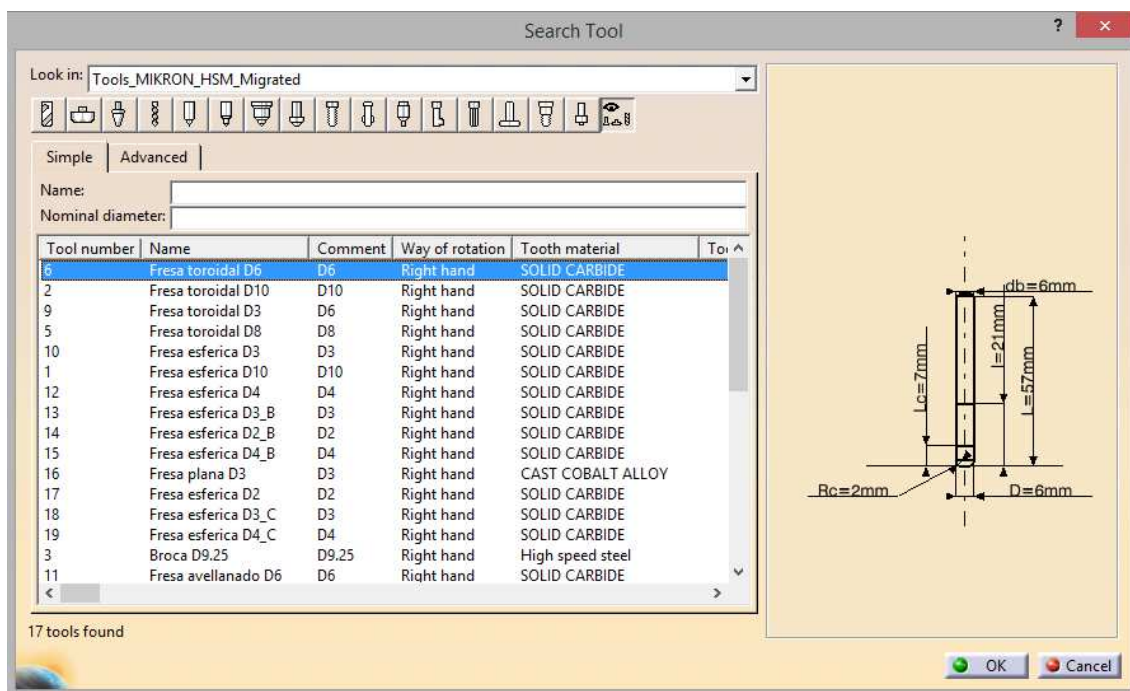 Search Tool
?
Look in: Tools_MIKRON_HSM_Migrated
Simple Advanced
Name:
Nominal diameter:
Tool number Name Comment Way of rotation Tooth material
6 Fresa toroidal D6 D6 Right hand SOLID CARBIDE
2 Fresa toroidal D10 D10 Right hand SOLID CARBIDE
9 Fresa toroidal D3 D6 Right hand SOLID CARBIDE
5 Fresa toroidal D8 D8 Right hand SOLID CARBIDE
10 Fresa esferica D3 D3 Right hand SOLID CARBIDE
1 Fresa esferica D10 D10 Right hand SOLID CARBIDE
12 Fresa esferica D4 D4 Right hand SOLID CARBIDE
13 Fresa esferica D3_B D3 Right hand SOLID CARBIDE
14 Fresa esferica D2_B D2 Right hand SOLID CARBIDE
15 Fresa esferica D4_B D4 Right hand SOLID CARBIDE
16 Fresa plana D3 D3 Right hand CAST COBALT ALLOY
17 Fresa esferica D2 D2 Right hand SOLID CARBIDE
18 Fresa esferica D3_C D3 Right hand SOLID CARBIDE
19 Fresa esferica D4_C D4 Right hand SOLID CARBIDE
3 Broca D9.25 D9.25 Right hand High speed steel
11 Fresa avellanado D6 D6 Right hand SOLID CARBIDE
17 tools found
db=6mm
l=21mm
Lc=7mm
L=57mm
Rc=2mm
D=6mm
OK
Cancel